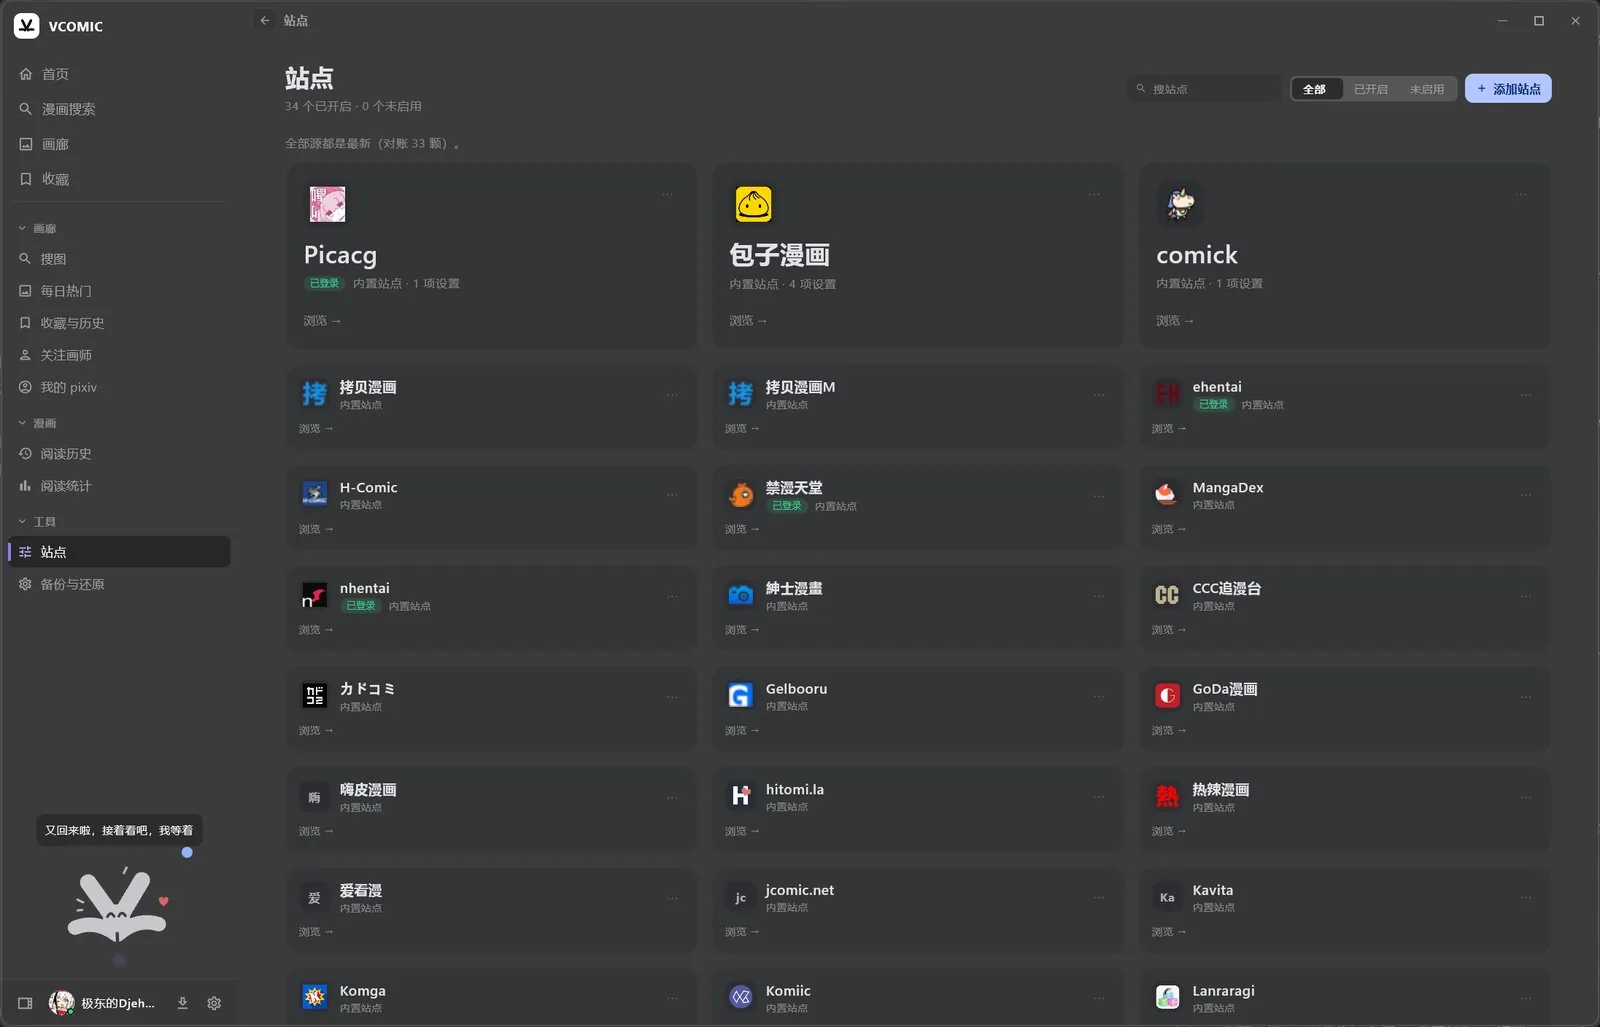 VCOMIC
首页
漫画搜索
画廊
收藏
画廊
搜图
每日热门
收藏与历史
关注画师
我的 pixiv
漫画
阅读历史
阅读统计
工具
站点
备份与还原
又回来啦，接着看吧，我等着
极东的Djeh...
站点
站点
34 个已开启 · 0 个未启用
搜站点
全部
已开启
未启用
+ 添加站点
全部源都是最新（对账 33 颗）。
Picacg
已登录 内置站点 · 1 项设置
浏览 →
包子漫画
内置站点 · 4 项设置
浏览 →
comick
内置站点 · 1 项设置
浏览 →
拷
拷贝漫画
内置站点
浏览 →
拷
拷贝漫画M
内置站点
浏览 →
EH
ehentai
已登录 内置站点
浏览 →
H-COMIC
H-Comic
内置站点
浏览 →
禁漫天堂
已登录 内置站点
浏览 →
MangaDex
内置站点
浏览 →
n
nhentai
已登录 内置站点
浏览 →
紳士漫畫
内置站点
浏览 →
CC
CCC追漫台
内置站点
浏览 →
カドコミ
カドコミ
内置站点
浏览 →
G
Gelbooru
内置站点
浏览 →
G
GoDa漫画
内置站点
浏览 →
嗨
嗨皮漫画
内置站点
浏览 →
H
hitomi.la
内置站点
浏览 →
熱
热辣漫画
内置站点
浏览 →
爱
爱看漫
内置站点
浏览 →
jc
jcomic.net
内置站点
浏览 →
Ka
Kavita
内置站点
浏览 →
Komga
内置站点
Komiic
内置站点
Lanraragi
内置站点